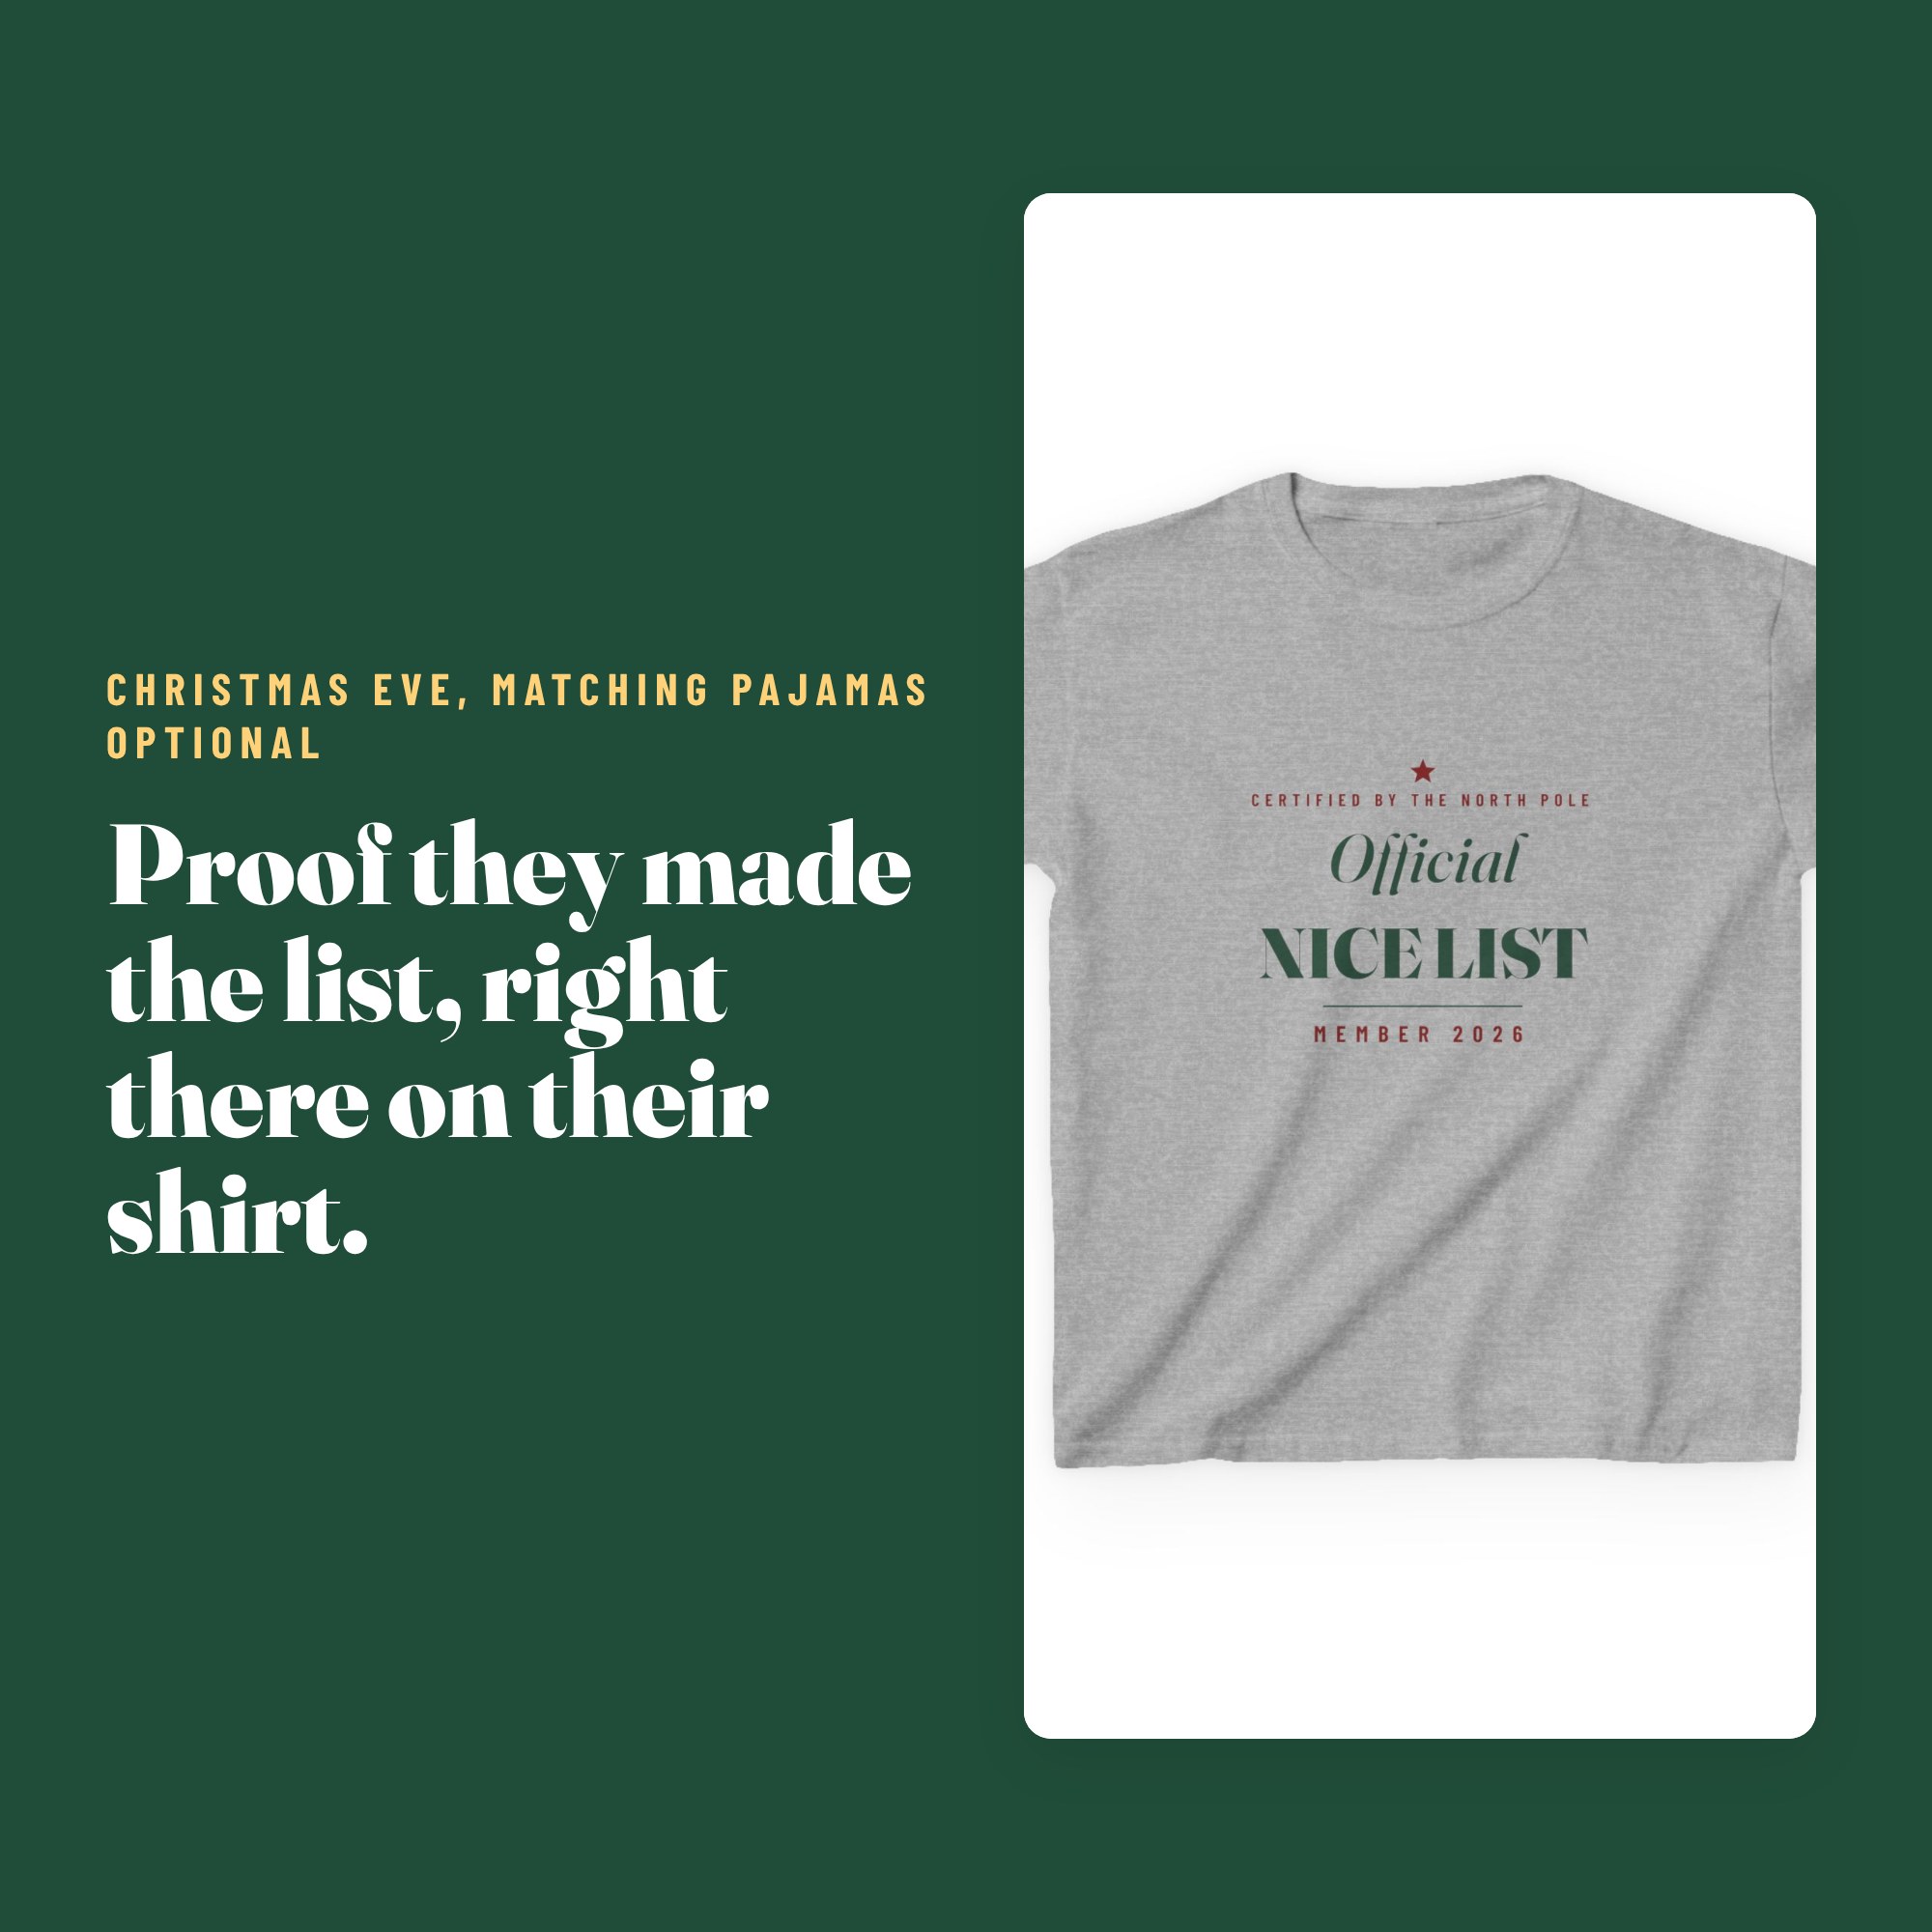 CHRISTMAS EVE, MATCHING PAJAMAS
OPTIONAL
Proof they made
the list, right
there on their
shirt.
CERTIFIED BY THE NORTH POLE
Official
NICE LIST
MEMBER 2026